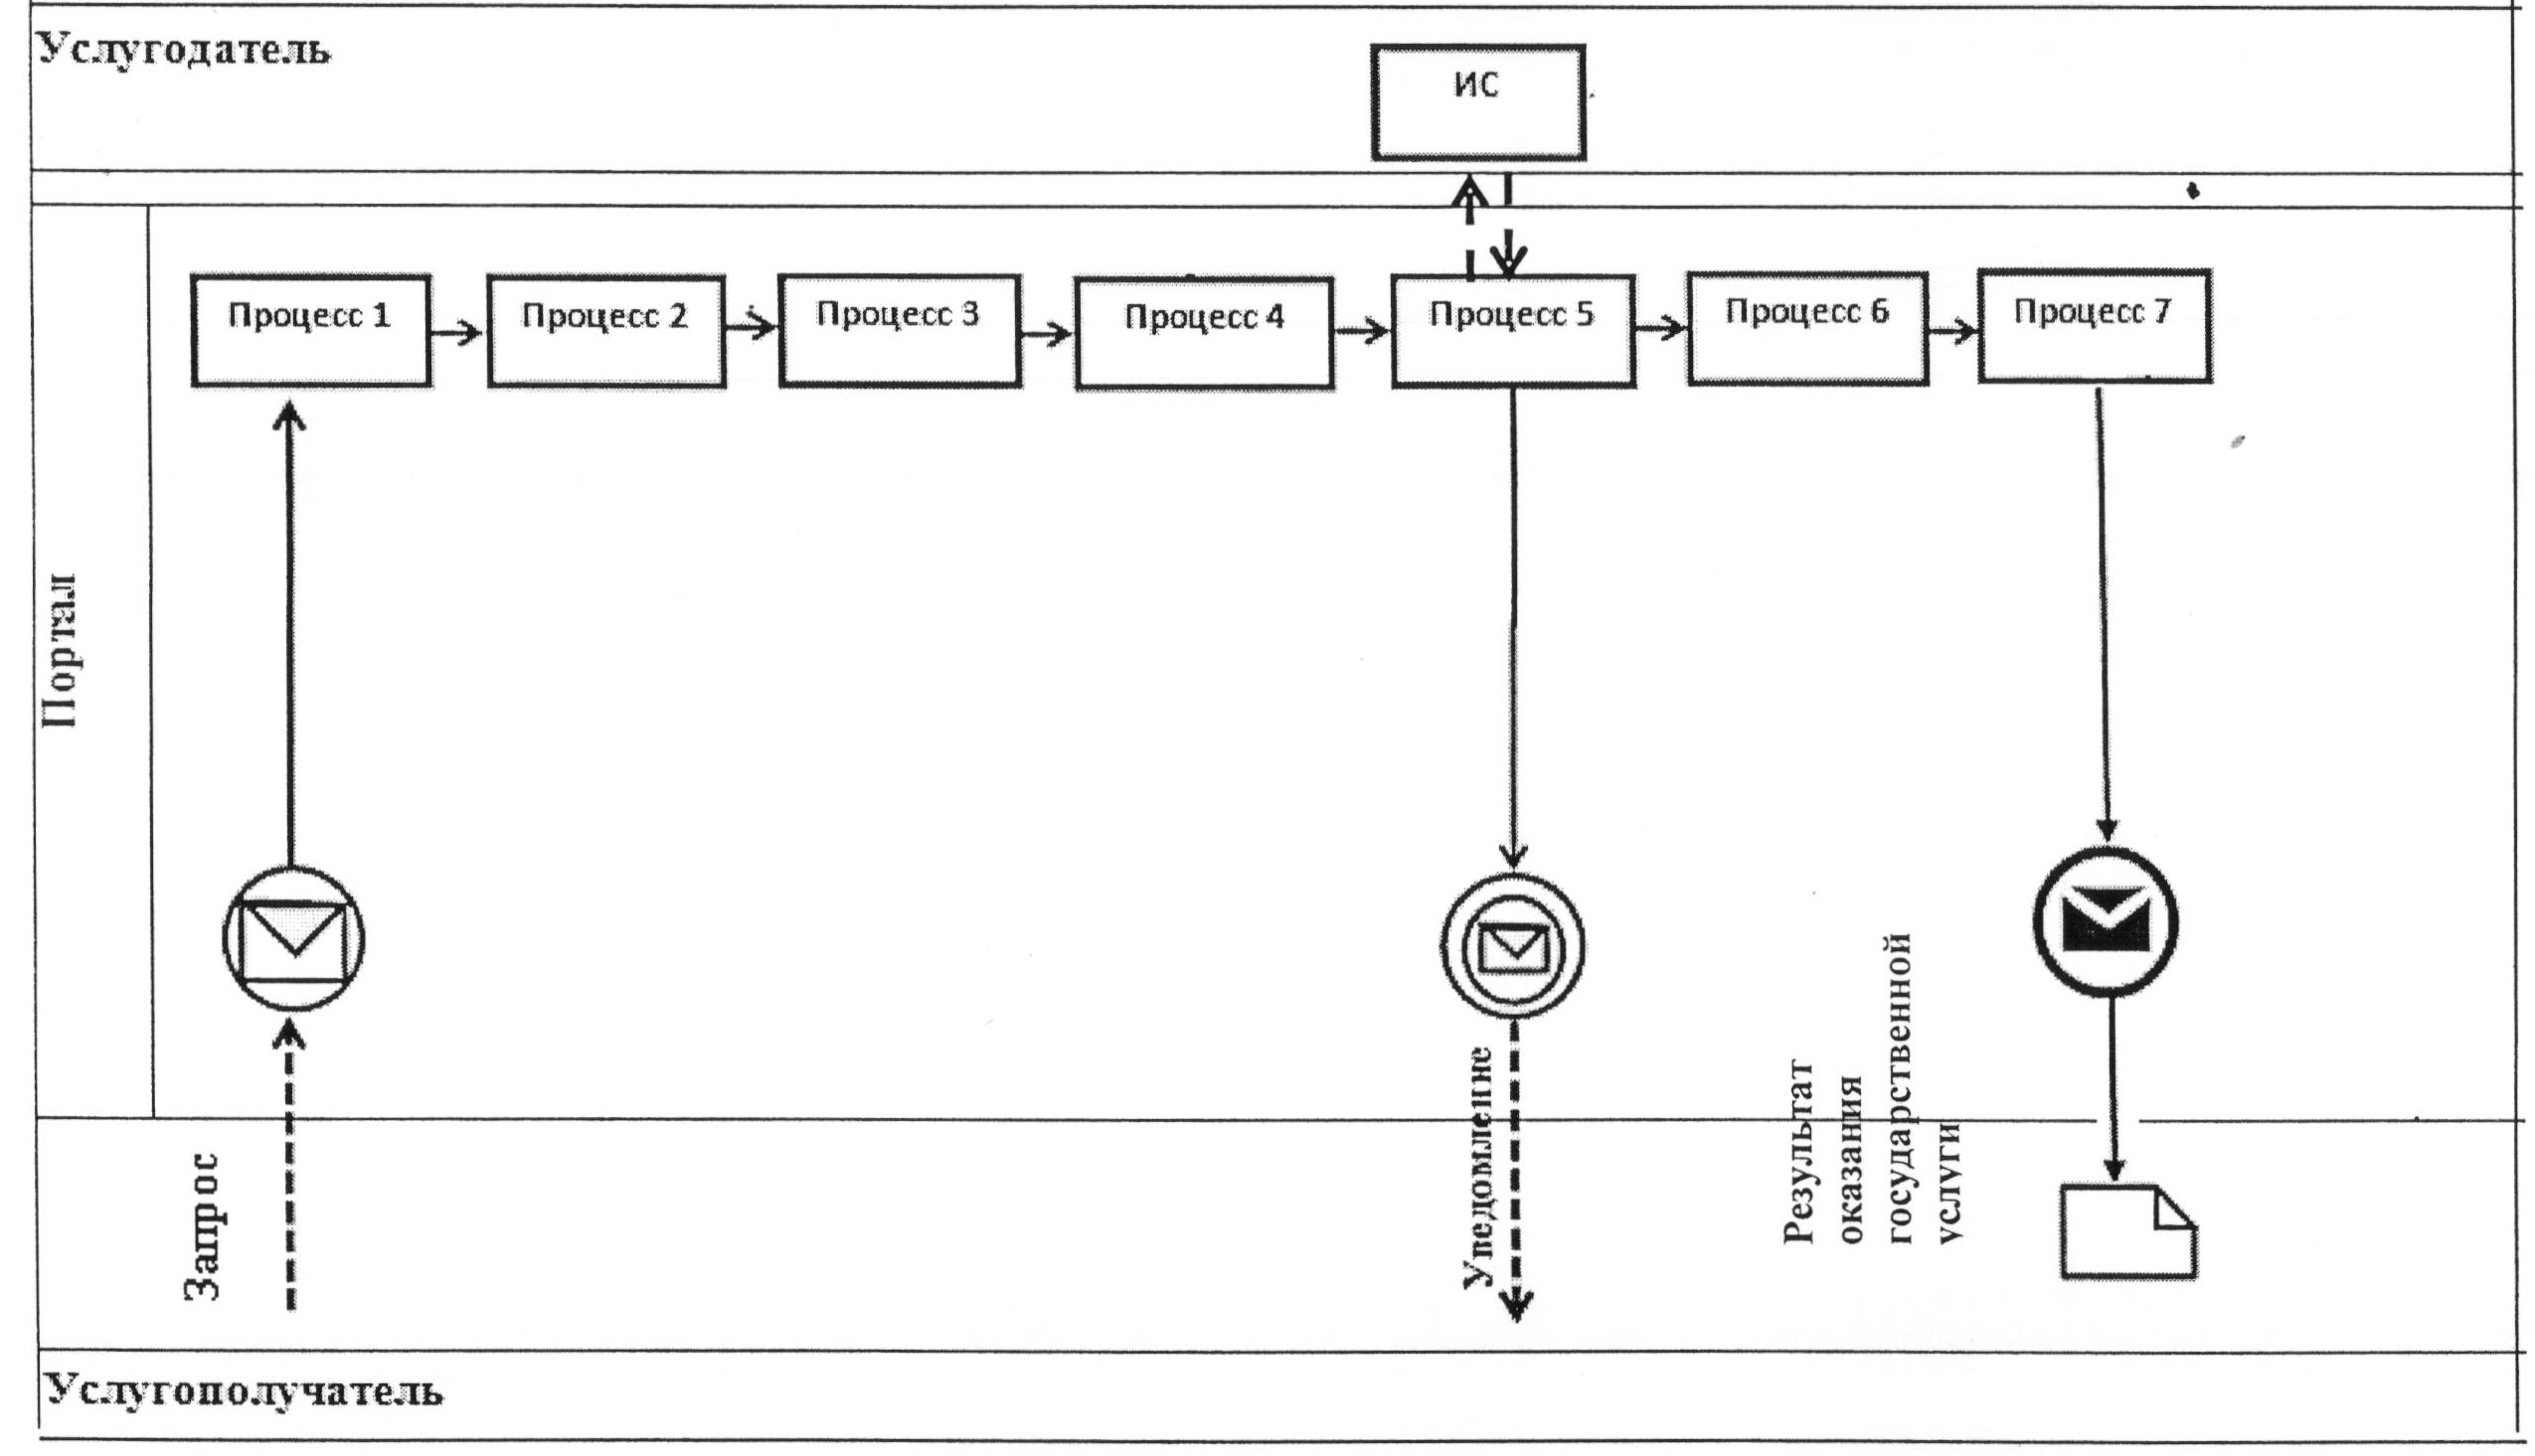 Услугодатель
ИС
Процесс 1
Процесс 2
Процесс 3
Процесс 4
Процесс 5
Процесс 6
Процесс 7
Портал
Запрос
Уведомление
Результат
оказания
государственной
услуги
Услугополучатель